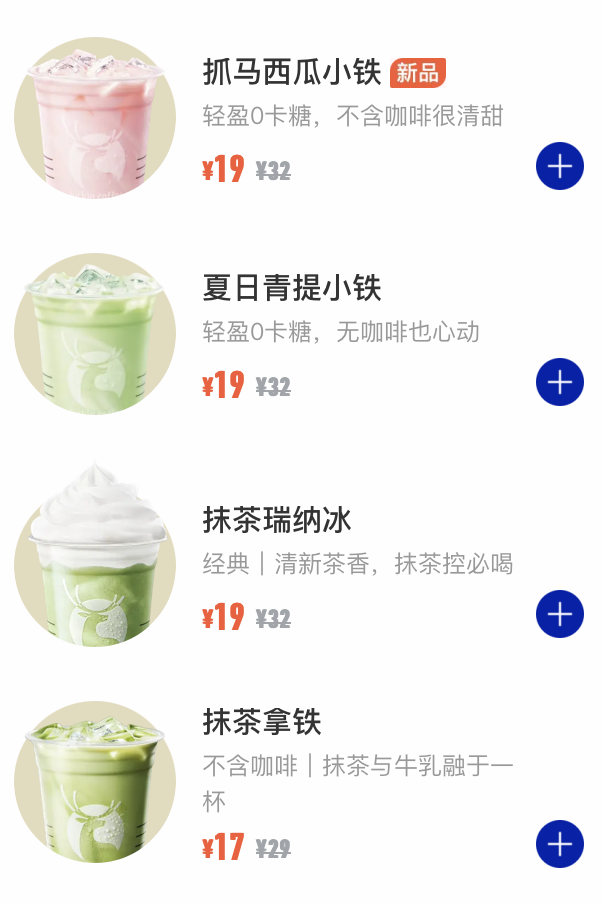 抓马西瓜小铁 新品
轻盈0卡糖，不含咖啡很清甜
¥19 ¥32
夏日青提小铁
轻盈0卡糖，无咖啡也心动
¥19 ¥32
抹茶瑞纳冰
经典｜清新茶香，抹茶控必喝
¥19 ¥32
抹茶拿铁
不含咖啡｜抹茶与牛乳融于一
杯
¥17 ¥29